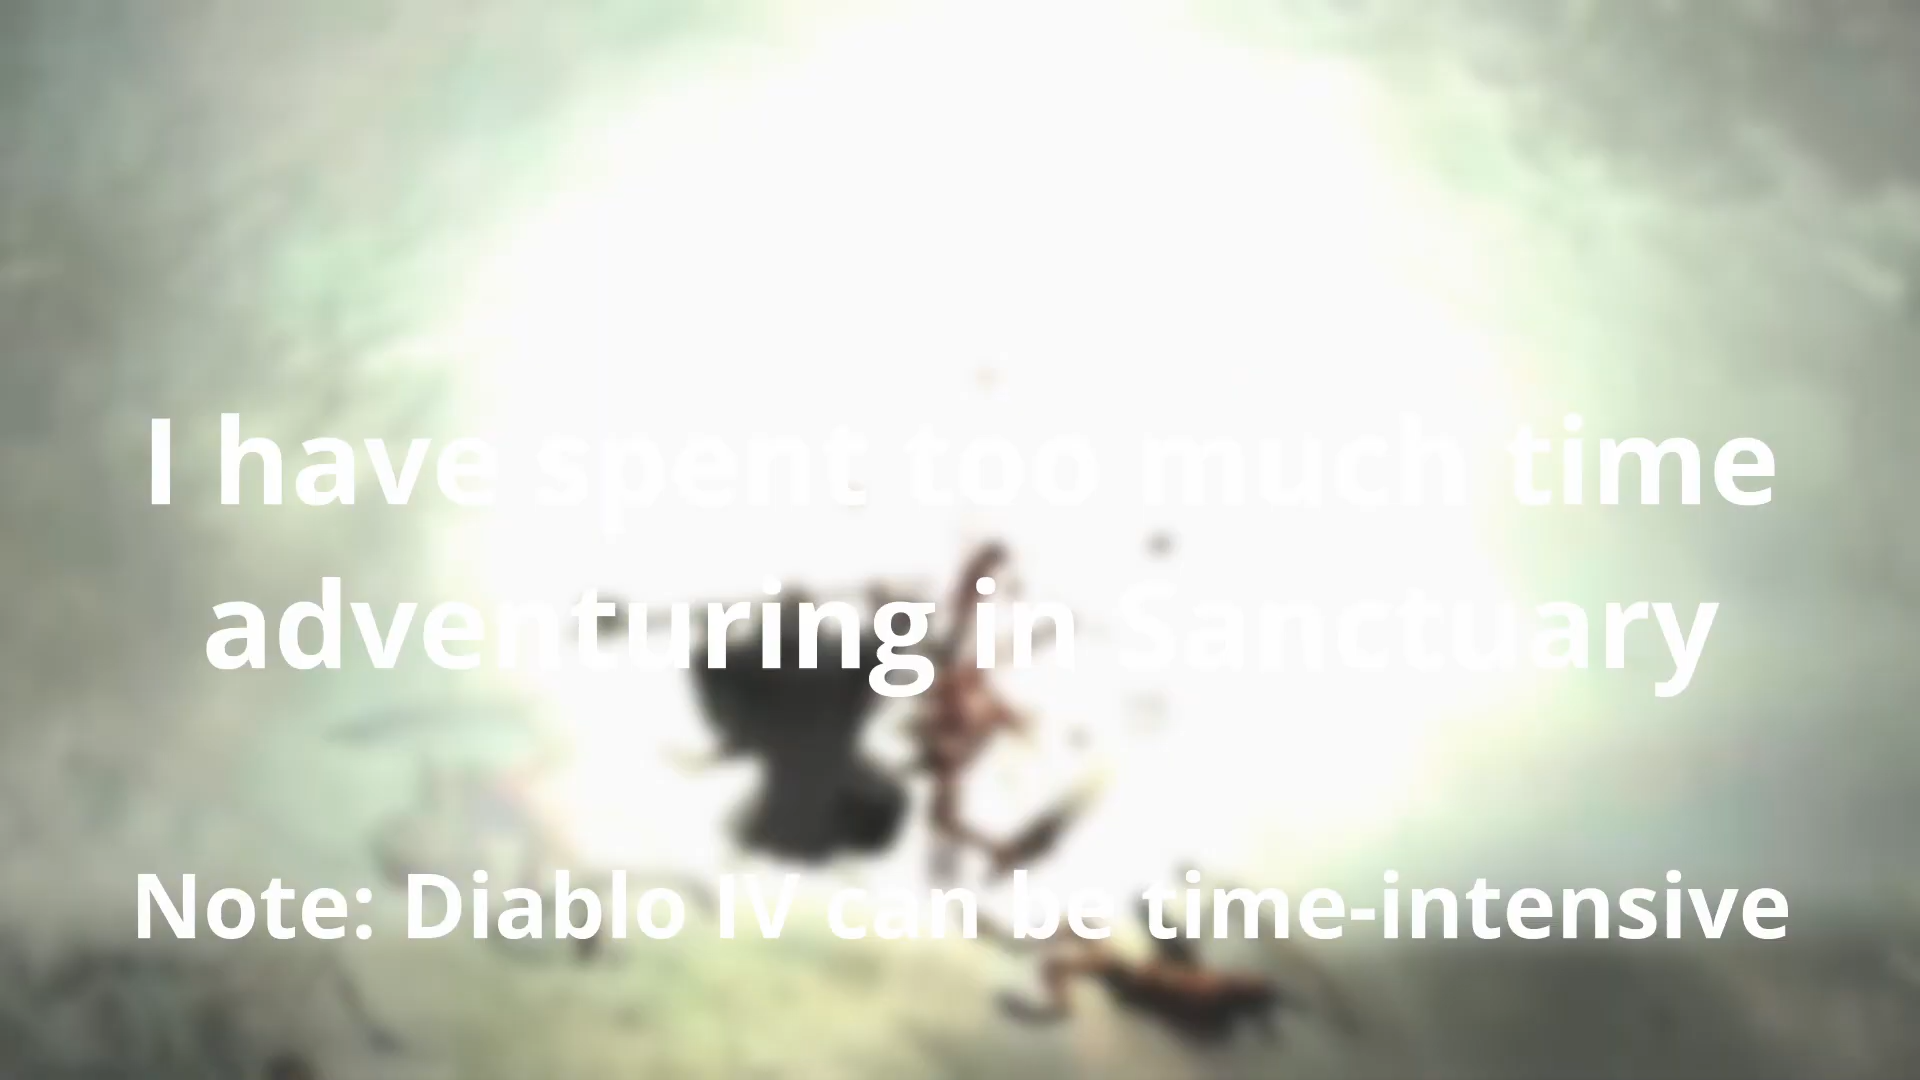 I have spent too much time
adventuring in Sanctuary
Note: Diablo IV can be time-intensive